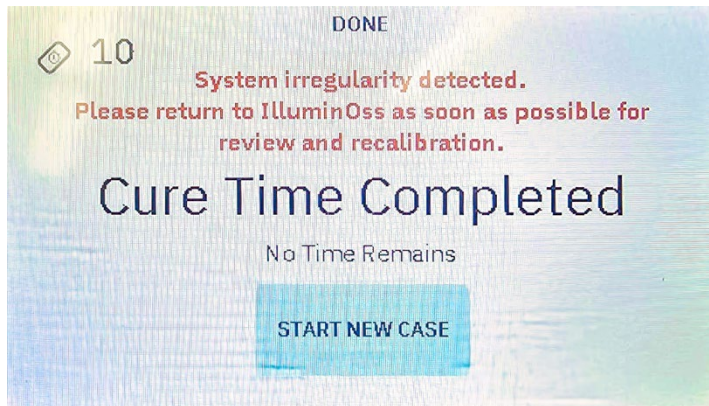 DONE
10
System irregularity detected.
Please return to IlluminOss as soon as possible for
review and recalibration.
Cure Time Completed
No Time Remains
START NEW CASE